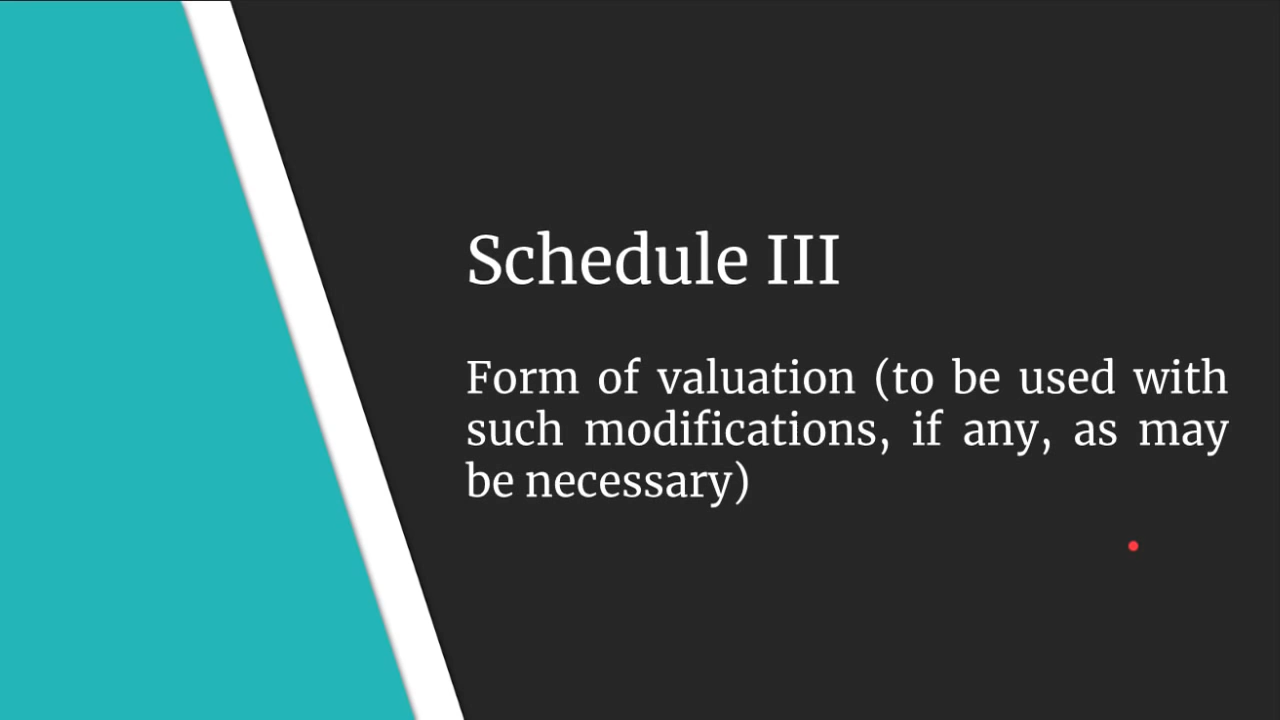 Schedule III
Form of valuation (to be used with
such modifications, if any, as may
be necessary)